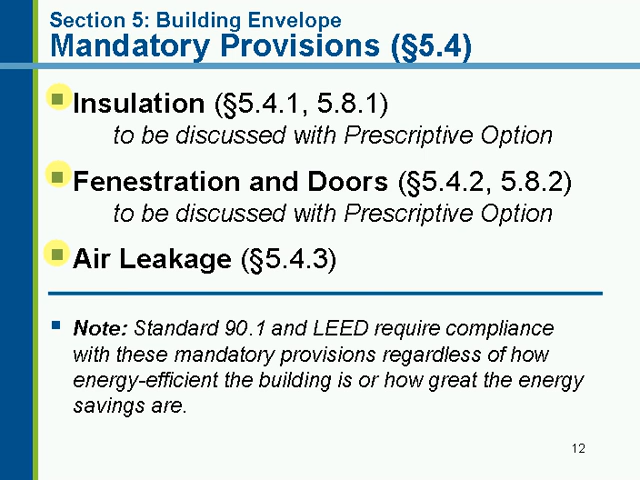 Section 5: Building Envelope
Mandatory Provisions (§5.4)
Insulation (§5.4.1, 5.8.1)
to be discussed with Prescriptive Option
Fenestration and Doors (§5.4.2, 5.8.2)
to be discussed with Prescriptive Option
Air Leakage (§5.4.3)
Note: Standard 90.1 and LEED require compliance
with these mandatory provisions regardless of how
energy-efficient the building is or how great the energy
savings are.
12